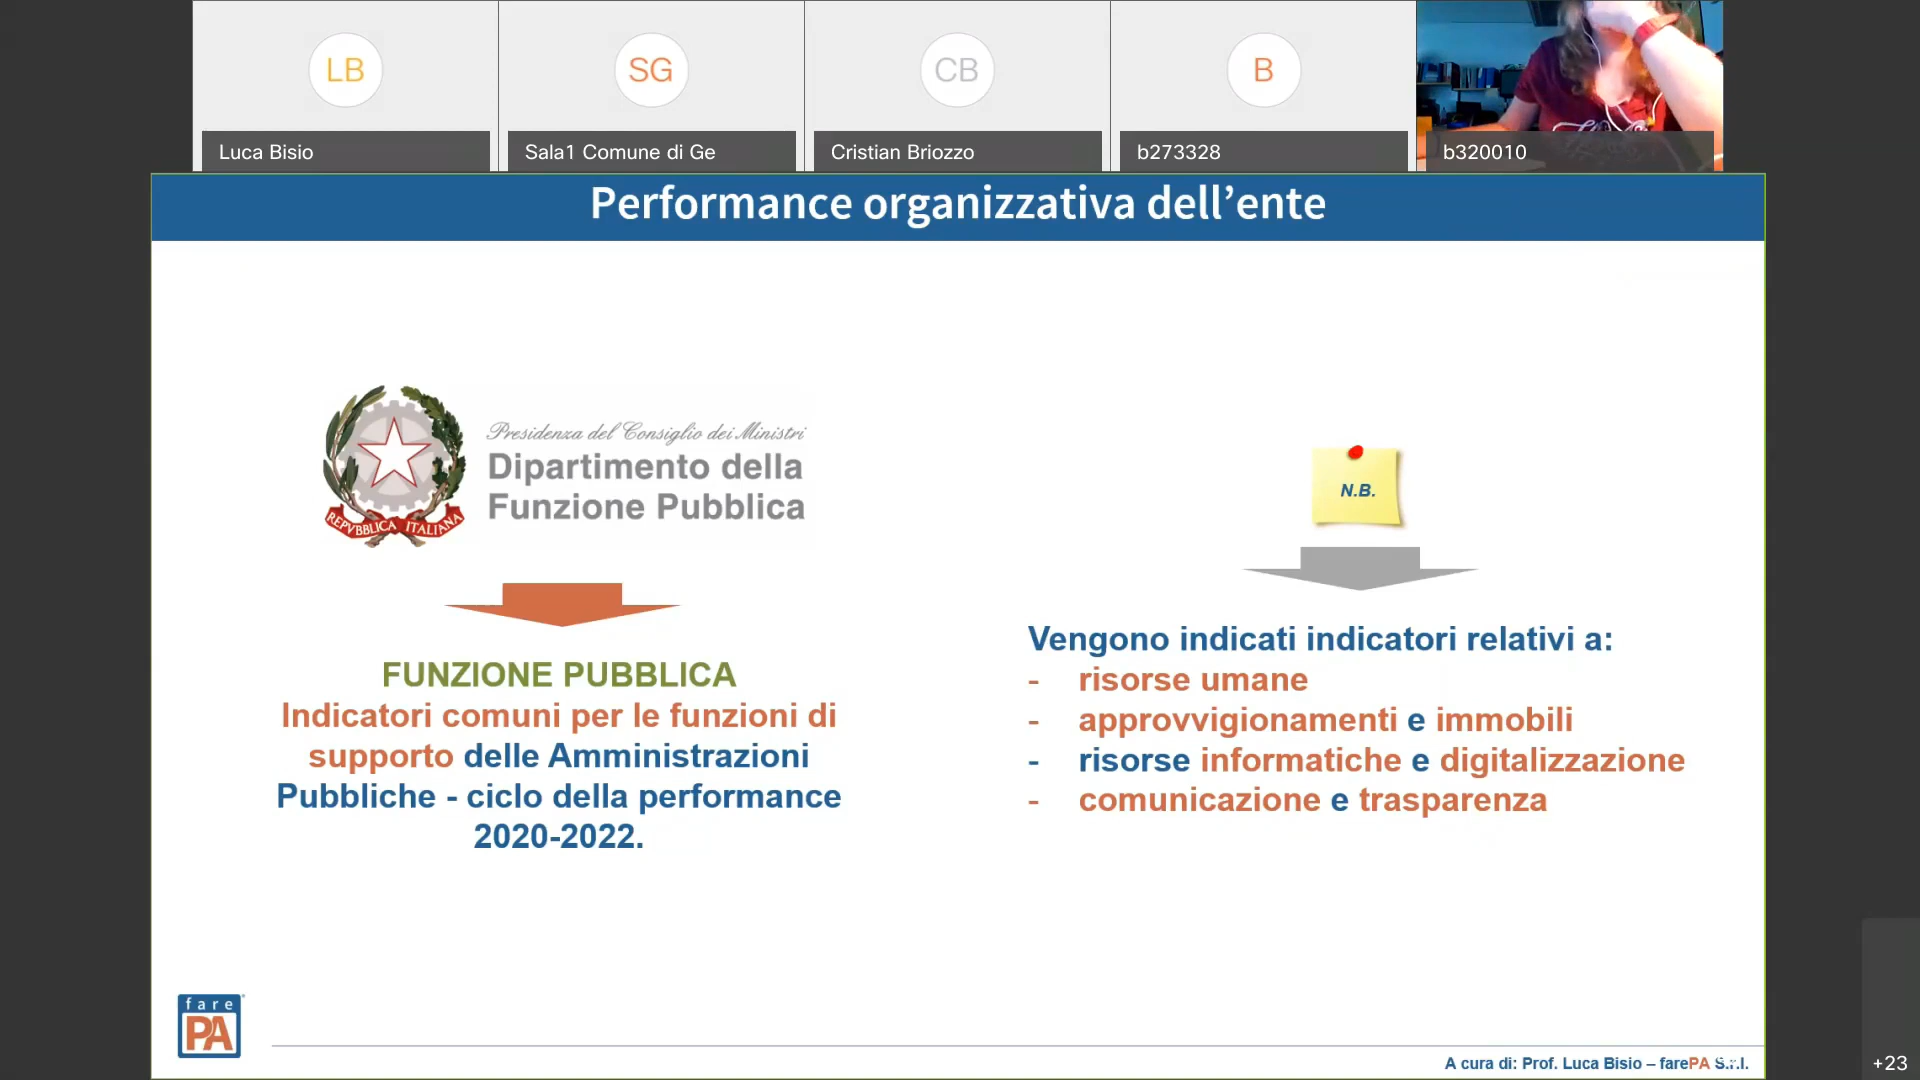 LB
SG
CB
B
Luca Bisio
Sala1 Comune di Ge
Cristian Briozzo
b273328
b320010
Performance organizzativa dell’ente
Presidenza del Consiglio dei Ministri
Dipartimento della
Funzione Pubblica
REPVBBLICA ITALIANA
FUNZIONE PUBBLICA
Indicatori comuni per le funzioni di
supporto delle Amministrazioni
Pubbliche - ciclo della performance
2020-2022.
N.B.
Vengono indicati indicatori relativi a:
- risorse umane
- approvvigionamenti e immobili
- risorse informatiche e digitalizzazione
- comunicazione e trasparenza
fare
PA
A cura di: Prof. Luca Bisio – farePA S.r.l.
+23